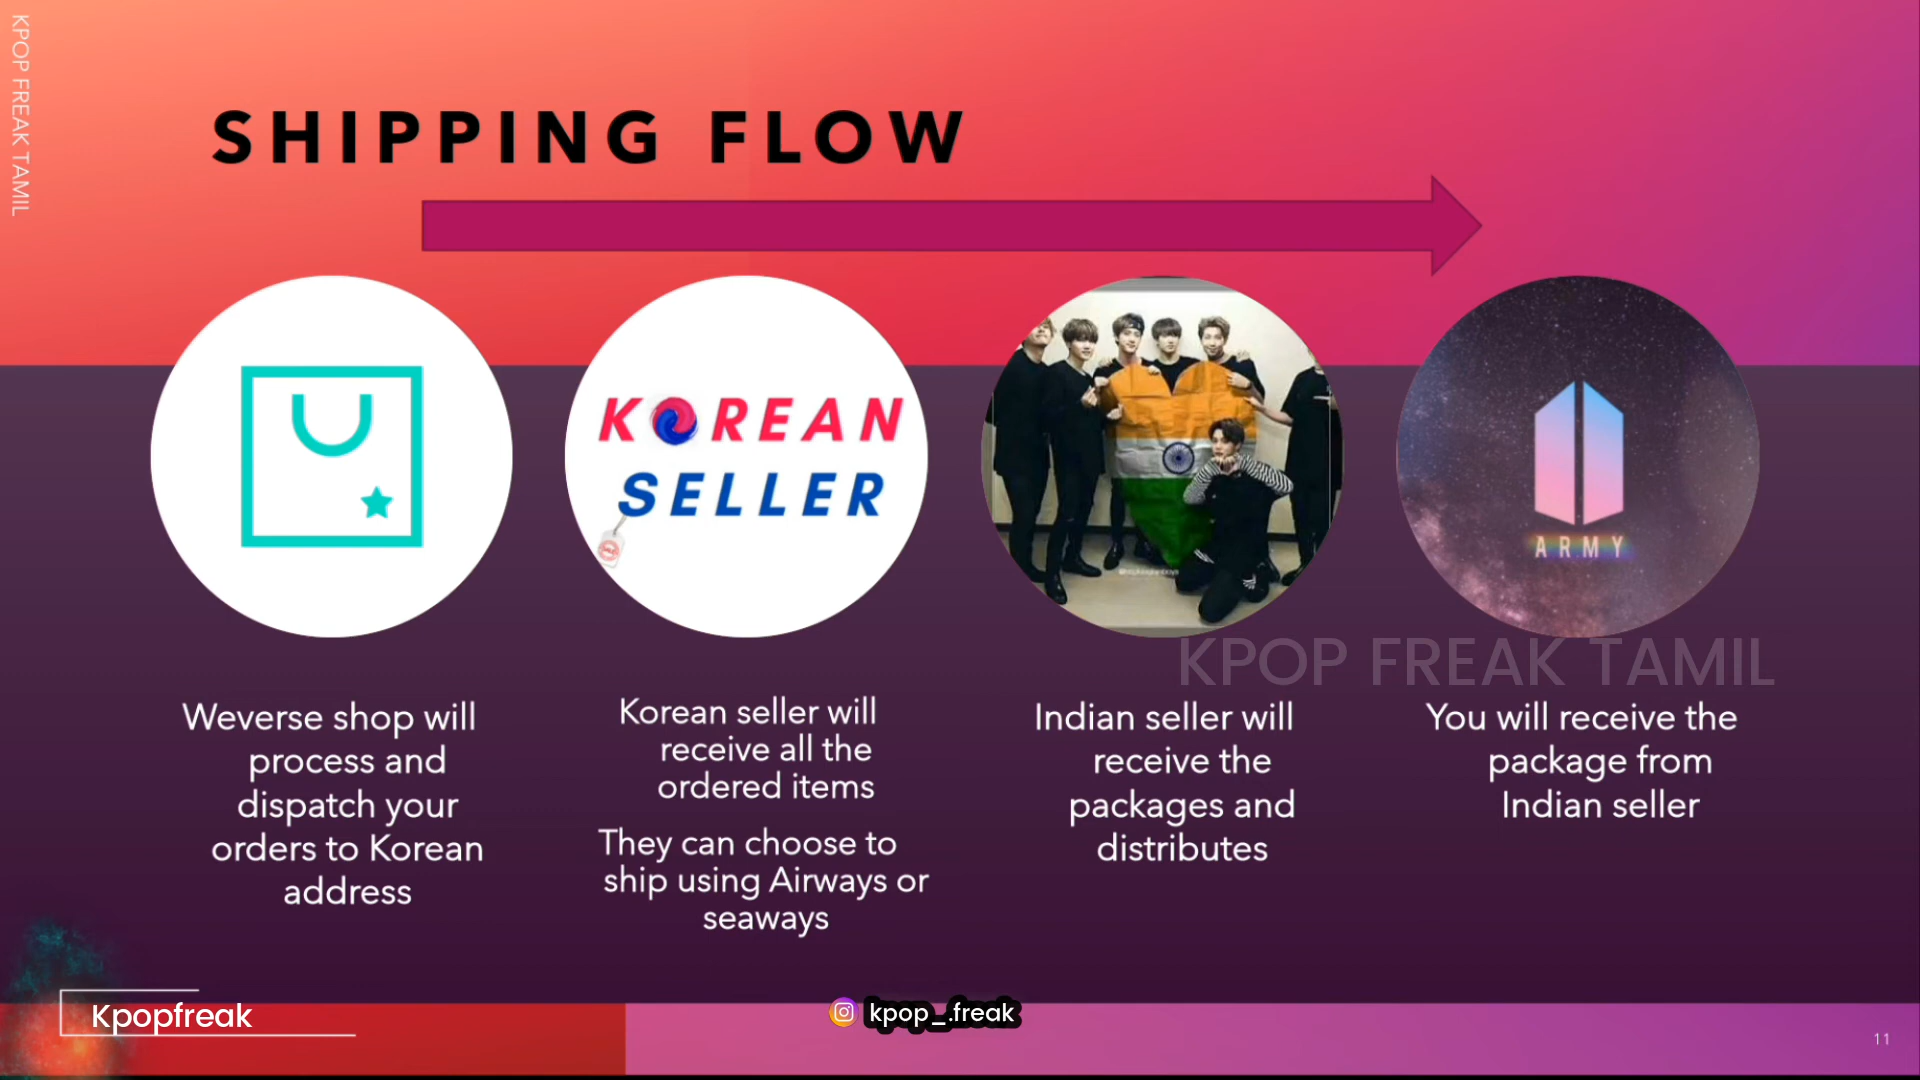 KPOP FREAK TAMIL
SHIPPING FLOW
KOREAN
SELLER
ARMY
KPOP FREAK TAMIL
Weverse shop will
process and
dispatch your
orders to Korean
address
Korean seller will
receive all the
ordered items
They can choose to
ship using Airways or
seaways
Indian seller will
receive the
packages and
distributes
You will receive the
package from
Indian seller
Kpopfreak
kpop_.freak
11